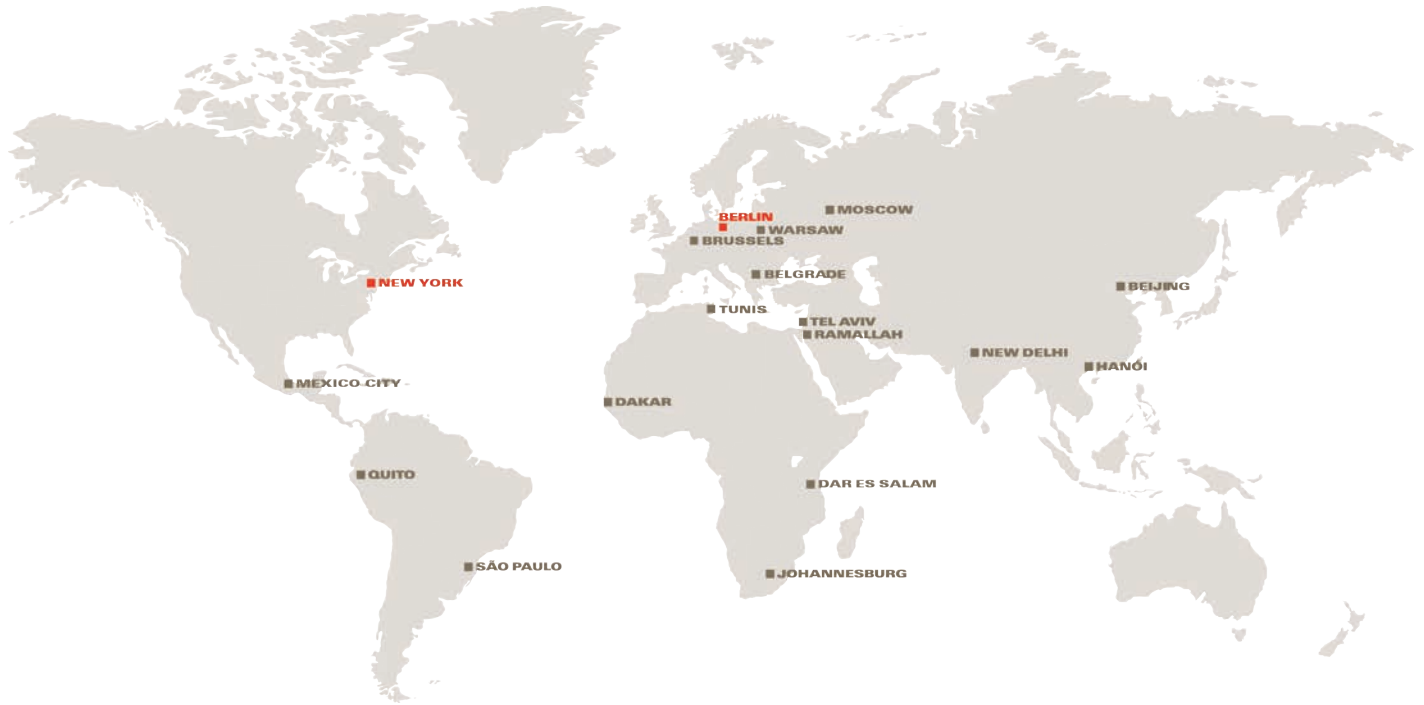 MOSCOW
BERLIN
WARSAW
BRUSSELS
BELGRADE
NEW YORK
BEIJING
TUNIS
TEL AVIV
RAMALLAH
NEW DELHI
HANOI
MEXICO CITY
DAKAR
QUITO
DAR ES SALAM
SÃO PAULO
JOHANNESBURG